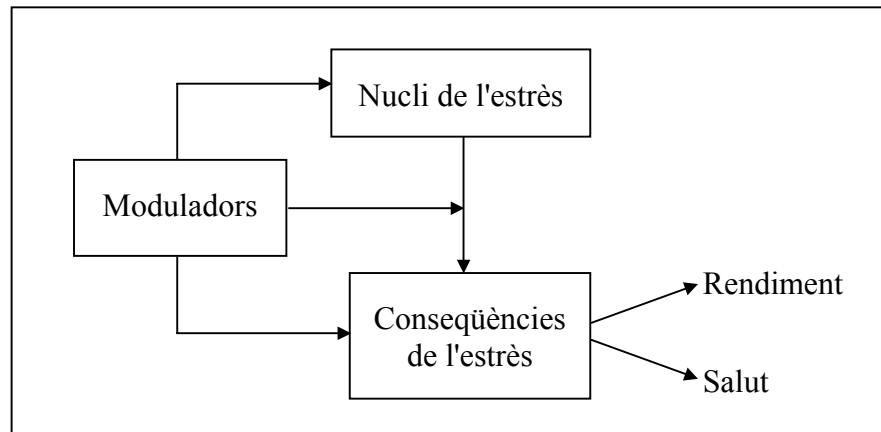 Nucli de l'estrès
Moduladors
Conseqüències
de l'estrès
Rendiment
Salut